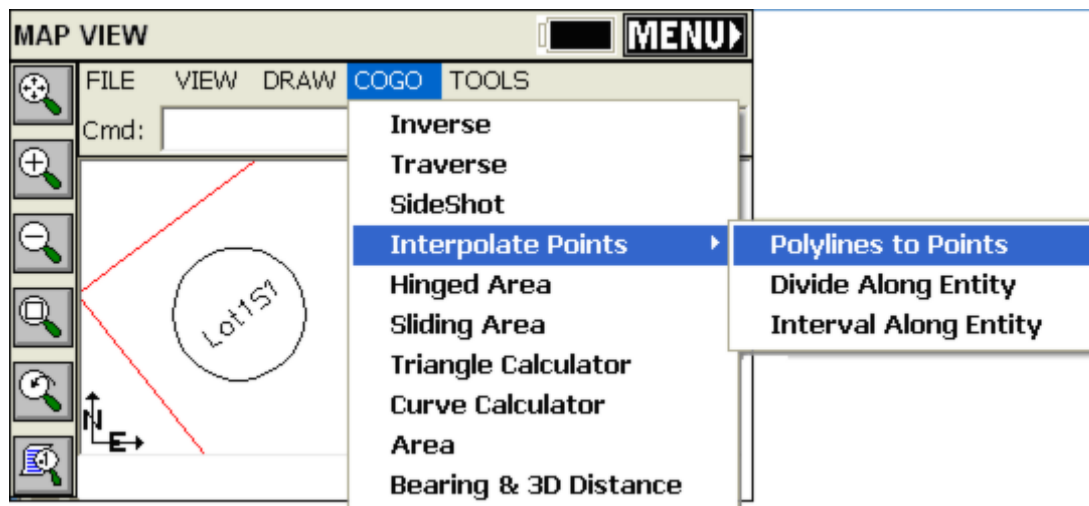 MAP VIEW MENU
FILE VIEW DRAW COGO TOOLS
Cmd:
Inverse
Traverse
SideShot
Interpolate Points
Hinged Area
Sliding Area
Triangle Calculator
Curve Calculator
Area
Bearing & 3D Distance
Polylines to Points
Divide Along Entity
Interval Along Entity
Lot1S1
N
E